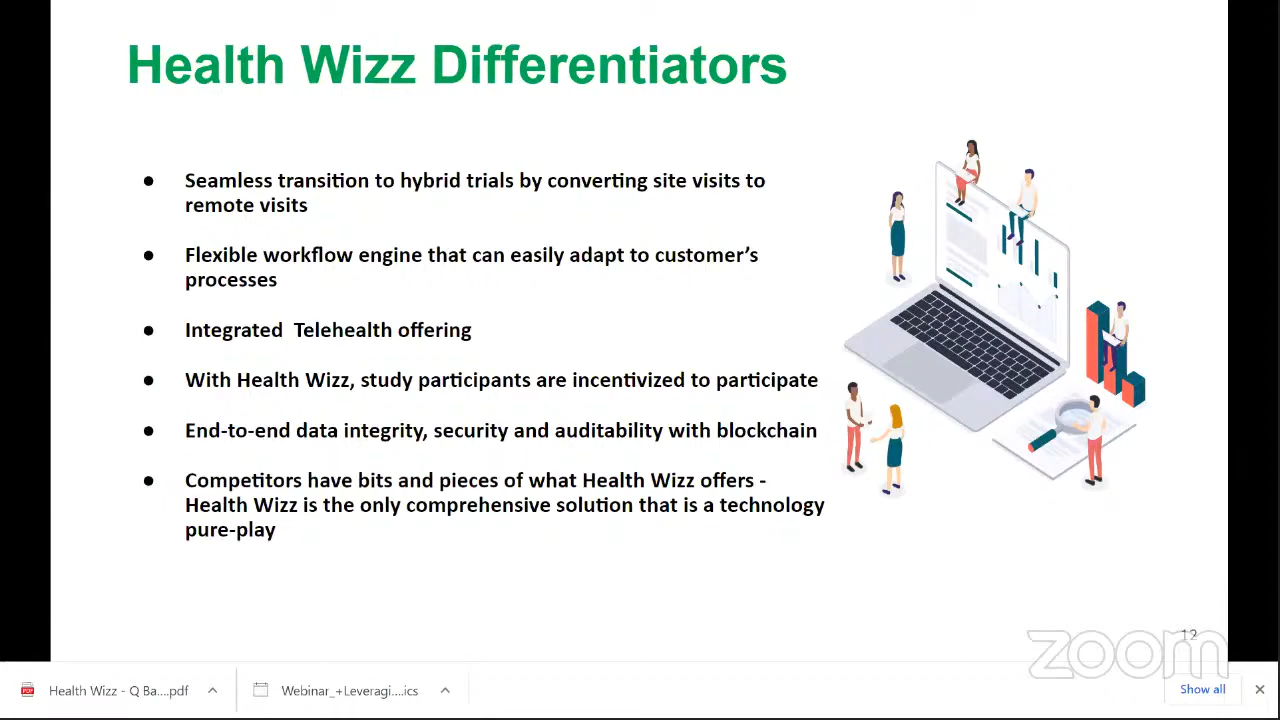 Health Wizz Differentiators
● Seamless transition to hybrid trials by converting site visits to
remote visits
● Flexible workflow engine that can easily adapt to customer’s
processes
● Integrated  Telehealth offering
● With Health Wizz, study participants are incentivized to participate
● End-to-end data integrity, security and auditability with blockchain
● Competitors have bits and pieces of what Health Wizz offers -
Health Wizz is the only comprehensive solution that is a technology
pure-play
12
zoom
PDF
Health Wizz - Q Ba....pdf
Webinar_+Leveragi....ics
Show all